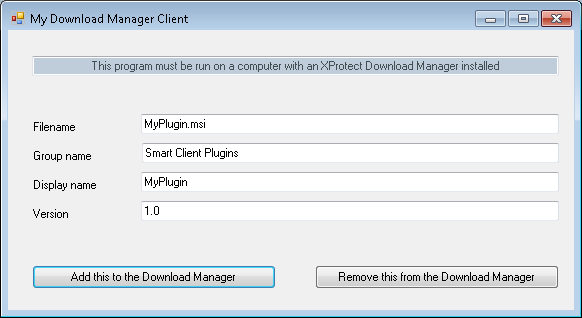 My Download Manager Client
This program must be run on a computer with an XProtect Download Manager installed
Filename MyPlugin.msi
Group name Smart Client Plugins
Display name MyPlugin
Version 1.0
Add this to the Download Manager Remove this from the Download Manager